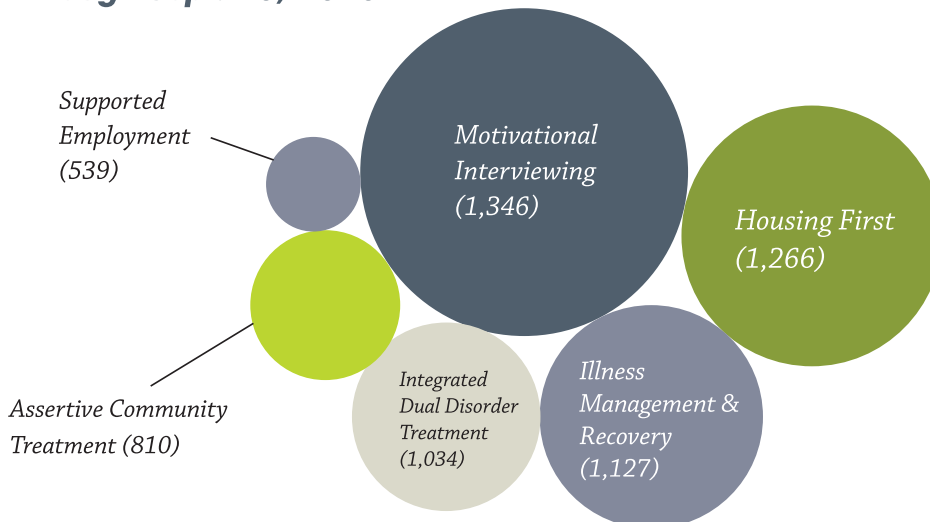 Supported
Employment
(539)
Motivational
Interviewing
(1,346)
Housing First
(1,266)
Assertive Community
Treatment (810)
Integrated
Dual Disorder
Treatment
(1,034)
Illness
Management &
Recovery
(1,127)